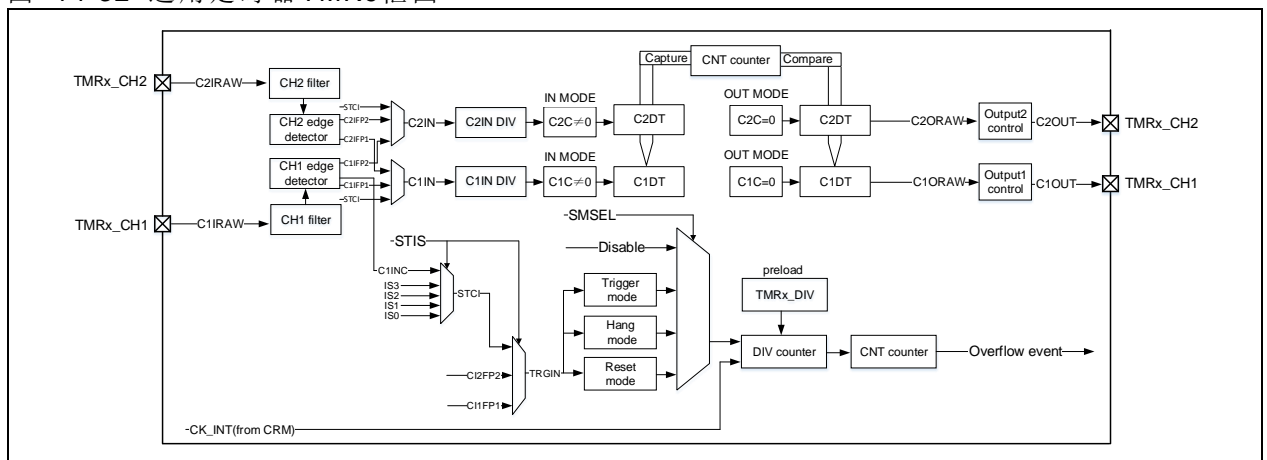 TMRx_CH2
C2IRAW
CH2 filter
CH2 edge
detector
STCI
C2IFP2
C2IFP1
C2IN
C2IN DIV
IN MODE
C2C≠0
C2DT
Capture
CNT counter
Compare
OUT MODE
C2C=0
C2DT
C2ORAW
Output2
control
C2OUT
TMRx_CH2
CH1 edge
detector
C1IFP2
C1IFP1
STCI
C1IN
C1IN DIV
IN MODE
C1C≠0
C1DT
OUT MODE
C1C=0
C1DT
C1ORAW
Output1
control
C1OUT
TMRx_CH1
TMRx_CH1
C1IRAW
CH1 filter
-STIS
C1INC
IS3
IS2
IS1
IS0
STCI
CI2FP2
CI1FP1
TRGIN
-SMSEL
Disable
Trigger
mode
Hang
mode
Reset
mode
preload
TMRx_DIV
DIV counter
CNT counter
Overflow event
-CK_INT(from CRM)